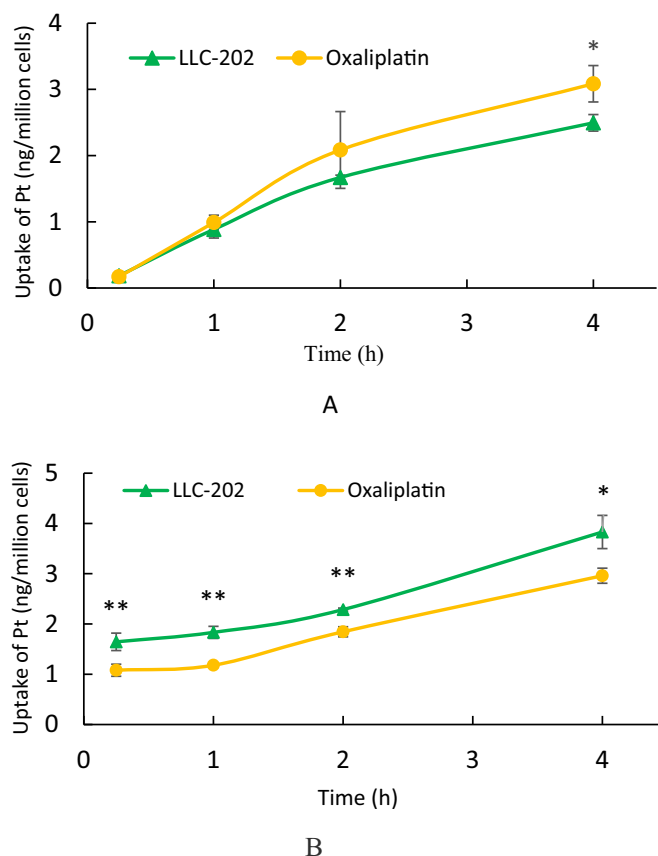 LLC-202 Oxaliplatin
*
Uptake of Pt (ng/million cells)
4
3
2
1
0
0 1 2 3 4
Time (h)
A
LLC-202 Oxaliplatin
*
**
**
**
Uptake of Pt (ng/million cells)
5
4
3
2
1
0
0 1 2 3 4
Time (h)
B